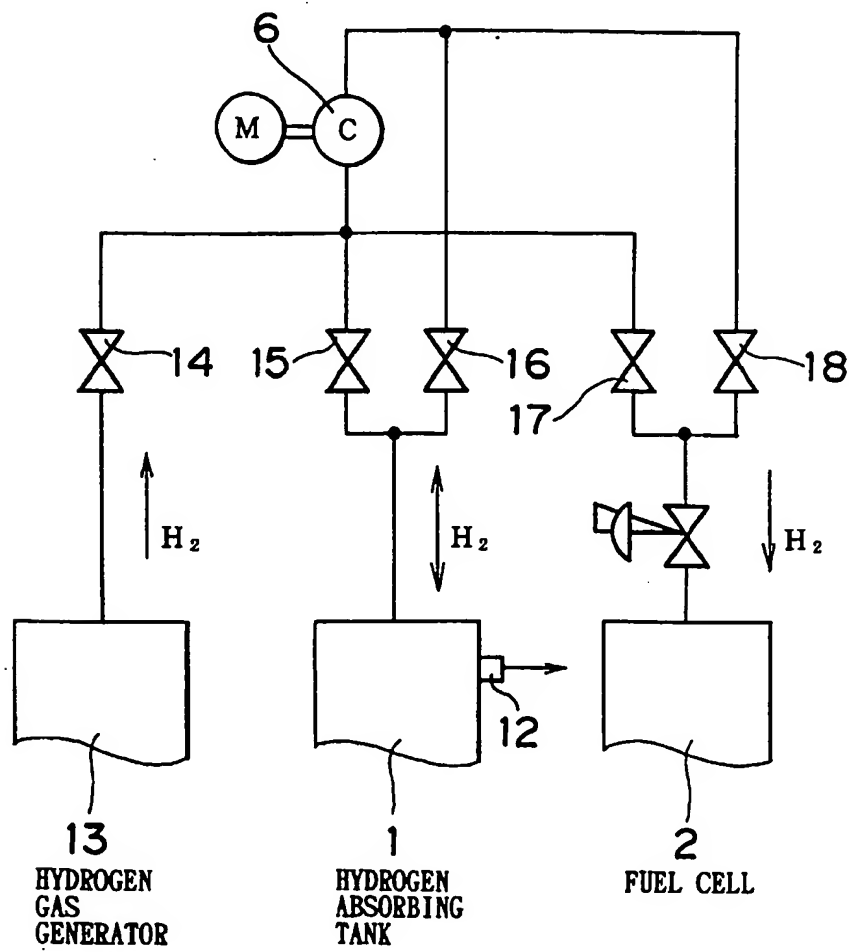 6
M
C
14
15
16
17
18
H₂
H₂
H₂
12
13
1
2
HYDROGEN
GAS
GENERATOR
HYDROGEN
ABSORBING
TANK
FUEL CELL